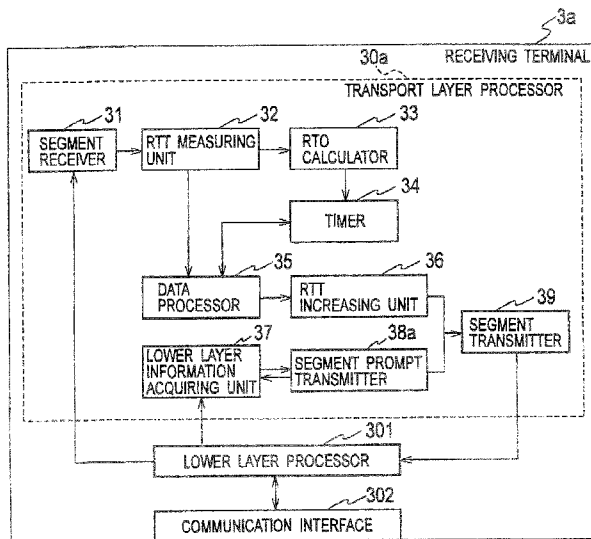 3a
RECEIVING TERMINAL
30a
TRANSPORT LAYER PROCESSOR
31
SEGMENT
RECEIVER
32
RTT MEASURING
UNIT
33
RTO
CALCULATOR
34
TIMER
35
DATA
PROCESSOR
36
RTT
INCREASING UNIT
37
LOWER LAYER
INFORMATION
ACQUIRING UNIT
38a
SEGMENT PROMPT
TRANSMITTER
39
SEGMENT
TRANSMITTER
301
LOWER LAYER PROCESSOR
302
COMMUNICATION INTERFACE